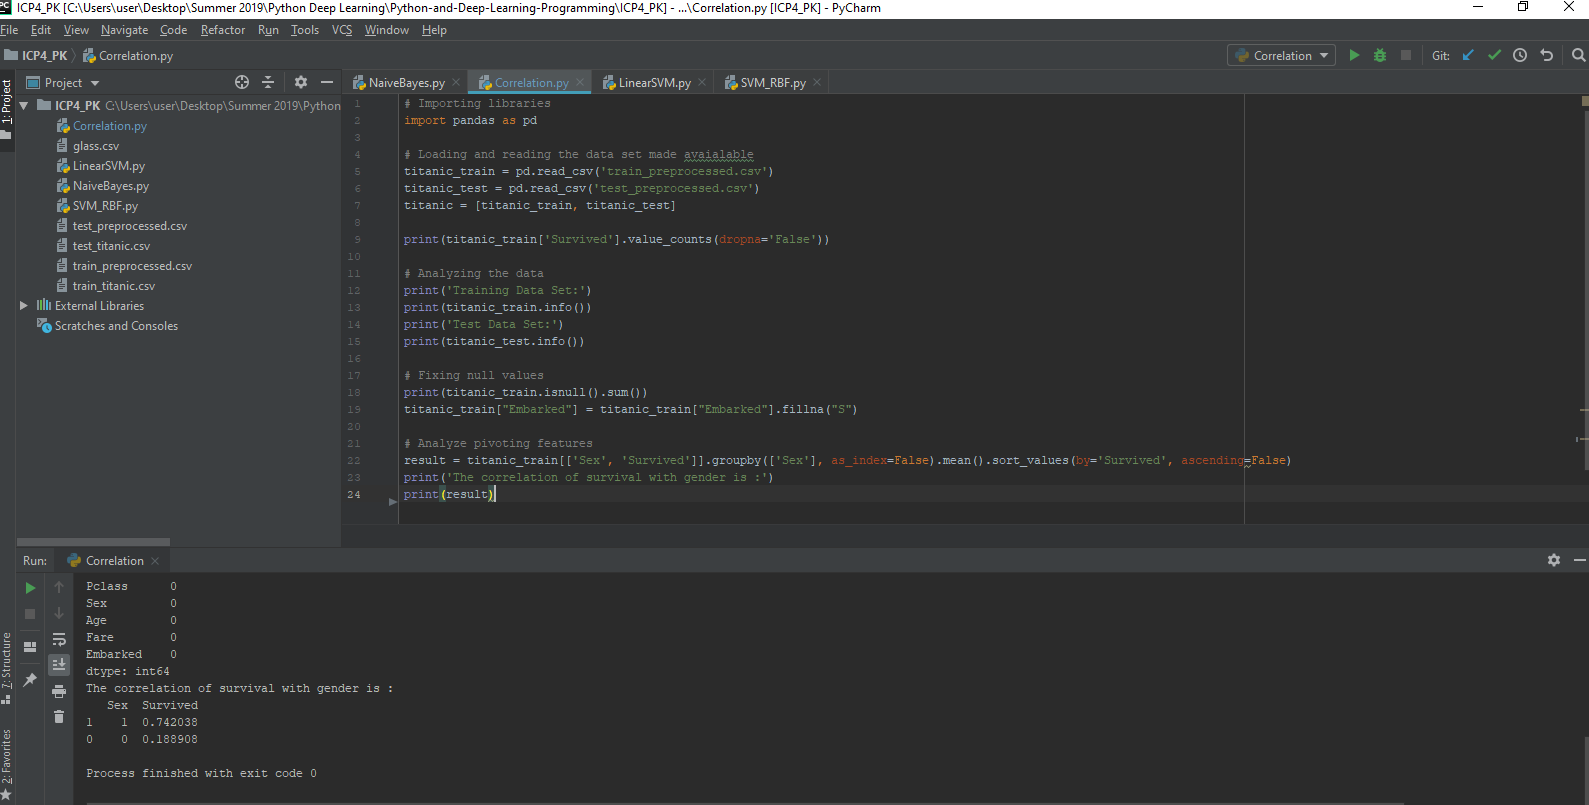 ICP4_PK [C:\Users\user\Desktop\Summer 2019\Python Deep Learning\Python-and-Deep-Learning-Programming\ICP4_PK] - ...\Correlation.py [ICP4_PK] - PyCharm
File Edit View Navigate Code Refactor Run Tools VCS Window Help
ICP4_PK Correlation.py Correlation Git:
1: Project
Project
NaiveBayes.py Correlation.py LinearSVM.py SVM_RBF.py
ICP4_PK C:\Users\user\Desktop\Summer 2019\Python
Correlation.py
glass.csv
LinearSVM.py
NaiveBayes.py
SVM_RBF.py
test_preprocessed.csv
test_titanic.csv
train_preprocessed.csv
train_titanic.csv
External Libraries
Scratches and Consoles
1 # Importing libraries
2 import pandas as pd
3
4 # Loading and reading the data set made avaialable
5 titanic_train = pd.read_csv('train_preprocessed.csv')
6 titanic_test = pd.read_csv('test_preprocessed.csv')
7 titanic = [titanic_train, titanic_test]
8
9 print(titanic_train['Survived'].value_counts(dropna='False'))
10
11 # Analyzing the data
12 print('Training Data Set:')
13 print(titanic_train.info())
14 print('Test Data Set:')
15 print(titanic_test.info())
16
17 # Fixing null values
18 print(titanic_train.isnull().sum())
19 titanic_train["Embarked"] = titanic_train["Embarked"].fillna("S")
20
21 # Analyze pivoting features
22 result = titanic_train[['Sex', 'Survived']].groupby(['Sex'], as_index=False).mean().sort_values(by='Survived', ascending=False)
23 print('The correlation of survival with gender is :')
24 print(result)
Run: Correlation
Pclass 0
Sex 0
Age 0
Fare 0
Embarked 0
dtype: int64
The correlation of survival with gender is :
Sex Survived
1 1 0.742038
0 0 0.188908
Process finished with exit code 0
7: Structure
2: Favorites